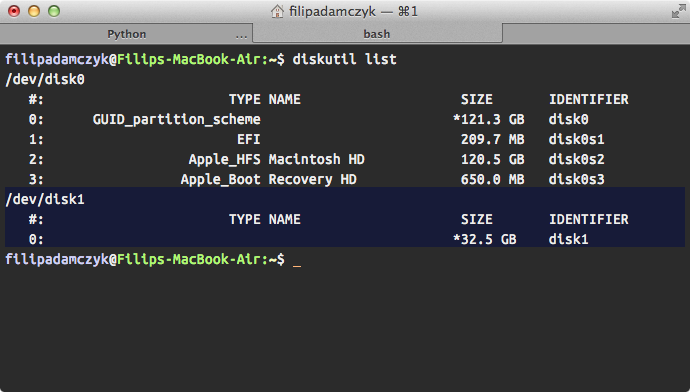 filipadamczyk — ⌘1
Python ... bash
filipadamczyk@Filips-MacBook-Air:~$ diskutil list
/dev/disk0
#: TYPE NAME SIZE IDENTIFIER
0: GUID_partition_scheme *121.3 GB disk0
1: EFI 209.7 MB disk0s1
2: Apple_HFS Macintosh HD 120.5 GB disk0s2
3: Apple_Boot Recovery HD 650.0 MB disk0s3
/dev/disk1
#: TYPE NAME SIZE IDENTIFIER
0: *32.5 GB disk1
filipadamczyk@Filips-MacBook-Air:~$ _